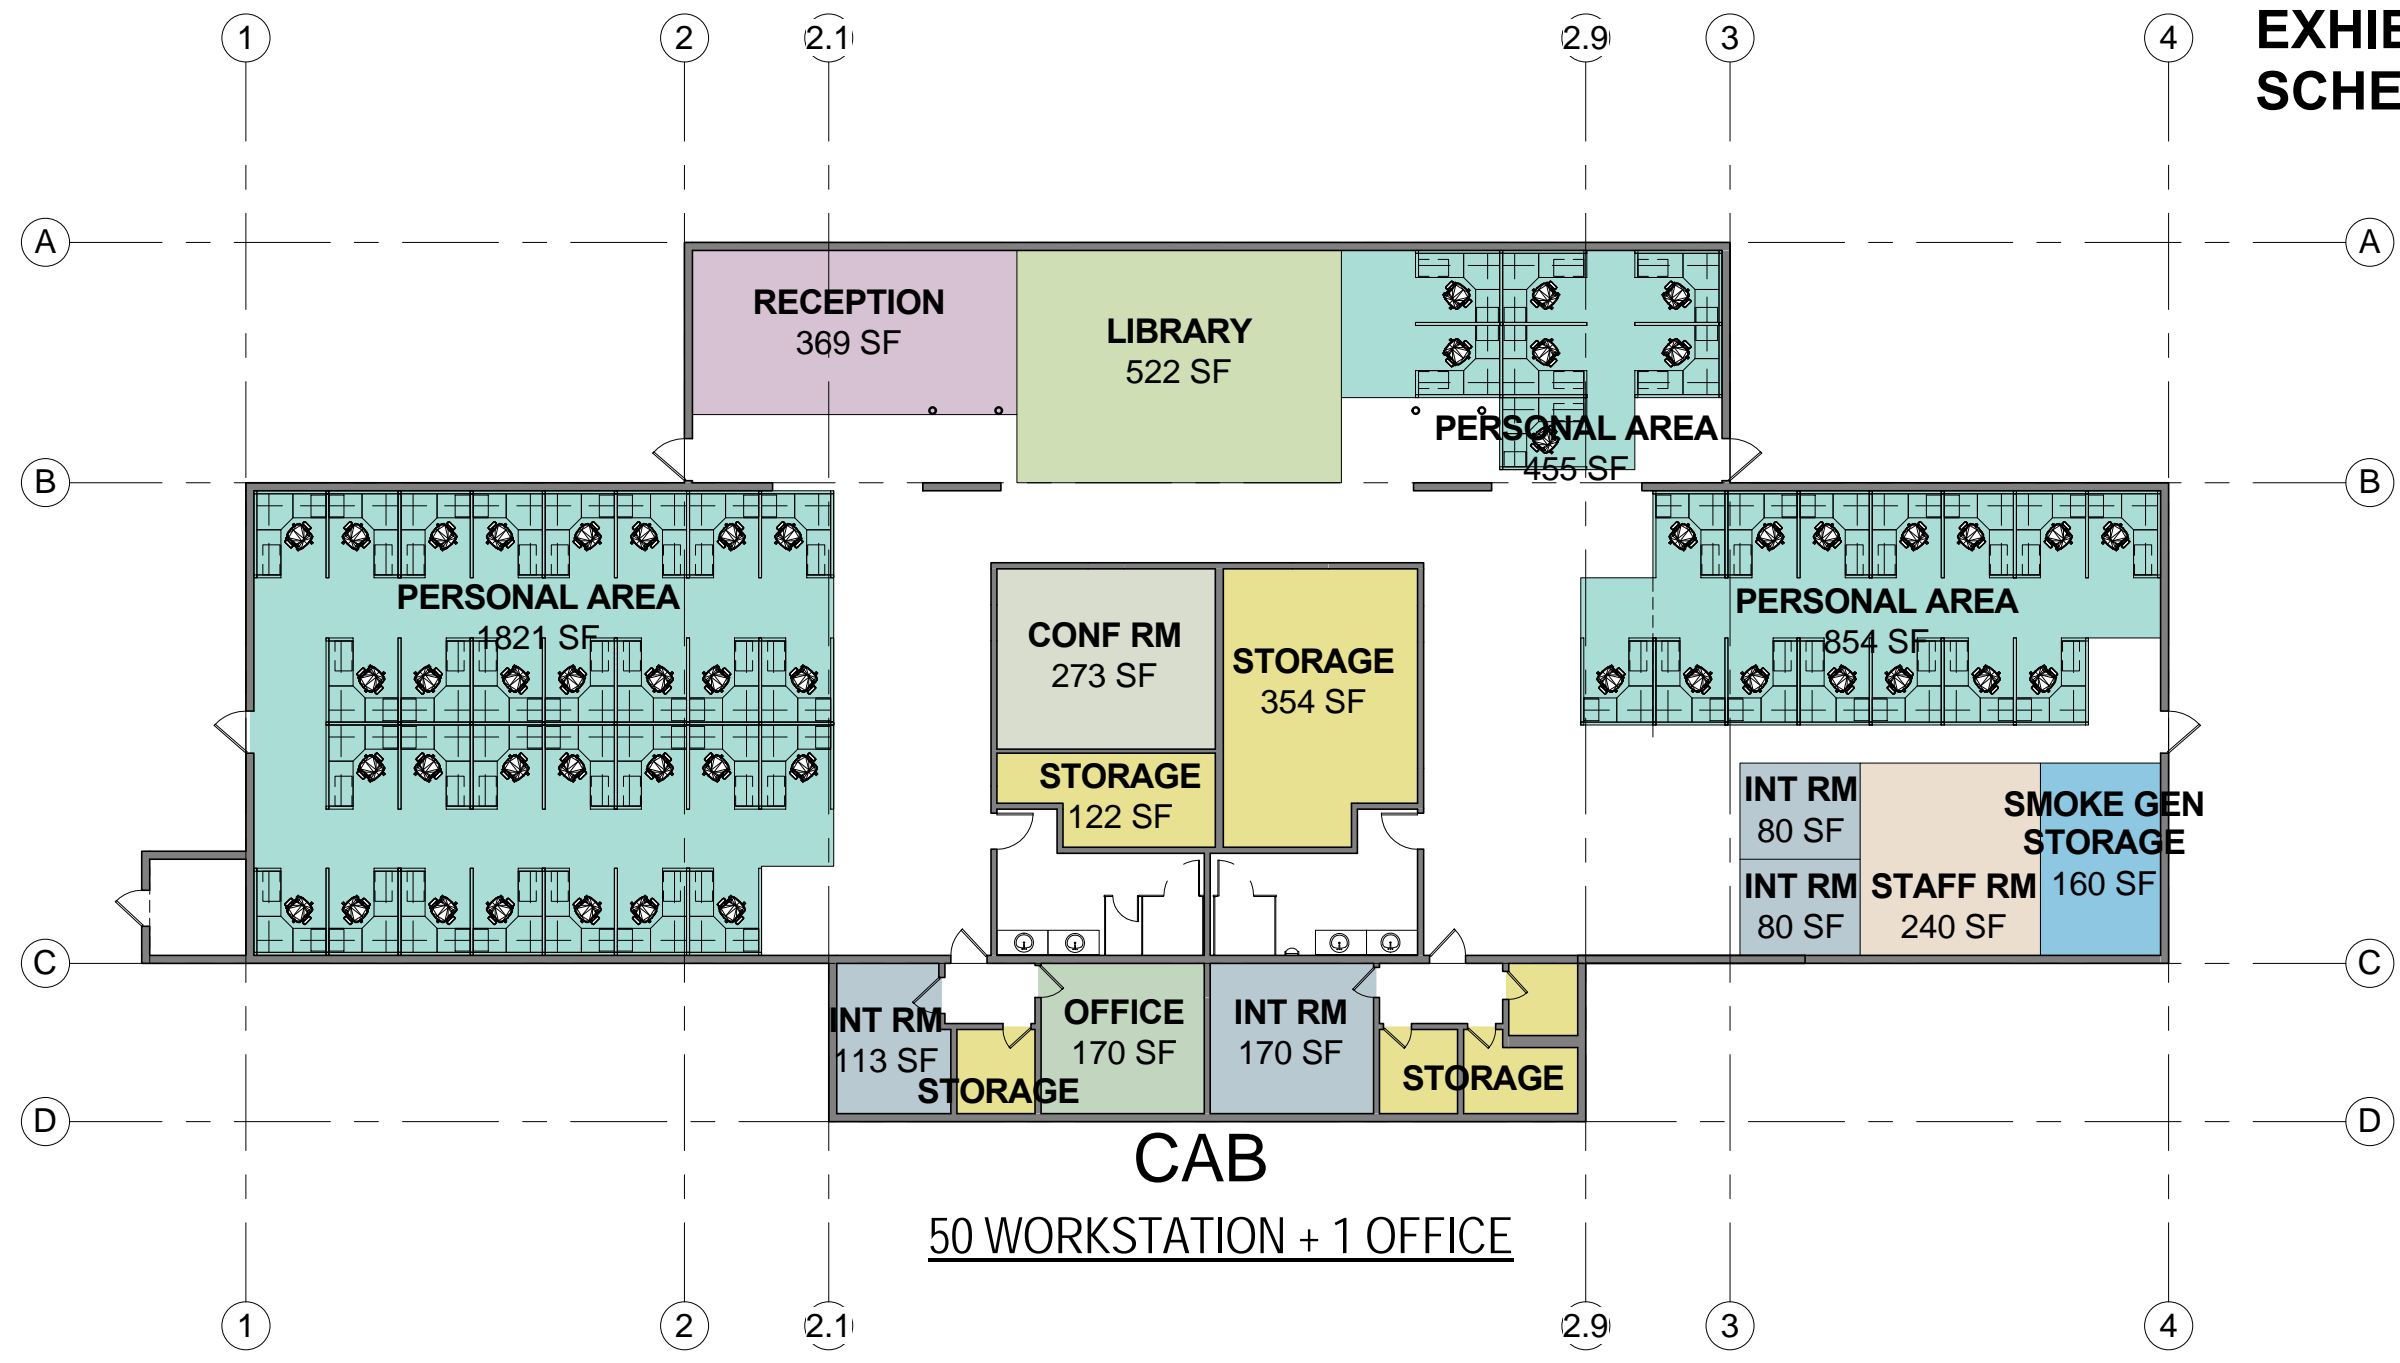 1 2 2.1 2.9 3 4
A A
RECEPTION
369 SF
LIBRARY
522 SF
PERSONAL AREA
455 SF
B B
PERSONAL AREA
1821 SF
CONF RM
273 SF
STORAGE
354 SF
STORAGE
122 SF
PERSONAL AREA
854 SF
INT RM
80 SF
INT RM
80 SF
STAFF RM
240 SF
SMOKE GEN
STORAGE
160 SF
C C
INT RM
113 SF
STORAGE
OFFICE
170 SF
INT RM
170 SF
STORAGE
D D
CAB
50 WORKSTATION + 1 OFFICE
1 2 2.1 2.9 3 4